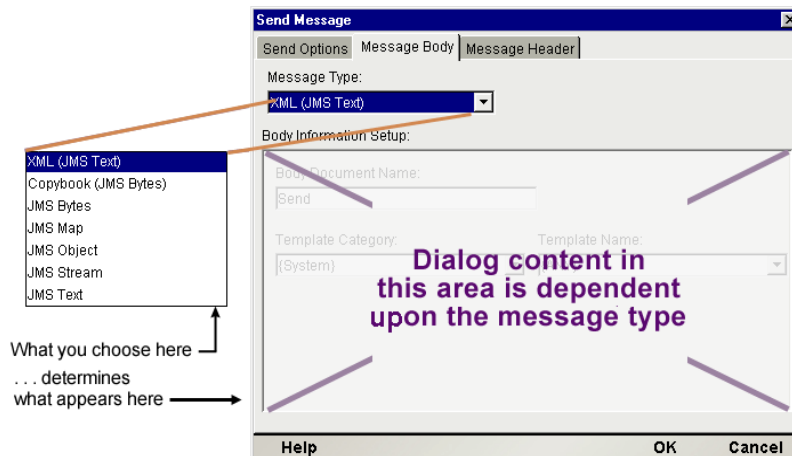 Send Message
Send Options Message Body Message Header
Message Type:
XML (JMS Text)
Body Information Setup:
XML (JMS Text)
Copybook (JMS Bytes)
JMS Bytes
JMS Map
JMS Object
JMS Stream
JMS Text
Body Document Name:
Send
Template Category: Template Name:
{System}
Dialog content in
this area is dependent
upon the message type
What you choose here
. . . determines
what appears here
Help OK Cancel